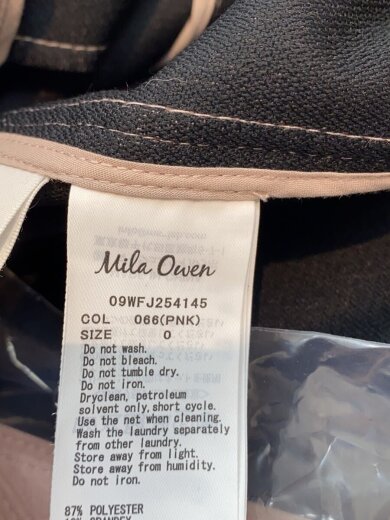 Mila Owen
09WFJ254145
COL 066(PNK)
SIZE 0
Do not wash.
Do not bleach.
Do not tumble dry.
Do not iron.
Dryclean, petroleum
solvent only, short cycle.
Use the net when cleaning.
Wash the laundry separately
from other laundry.
Store away from light.
Store away from humidity.
Do not iron.
87% POLYESTER